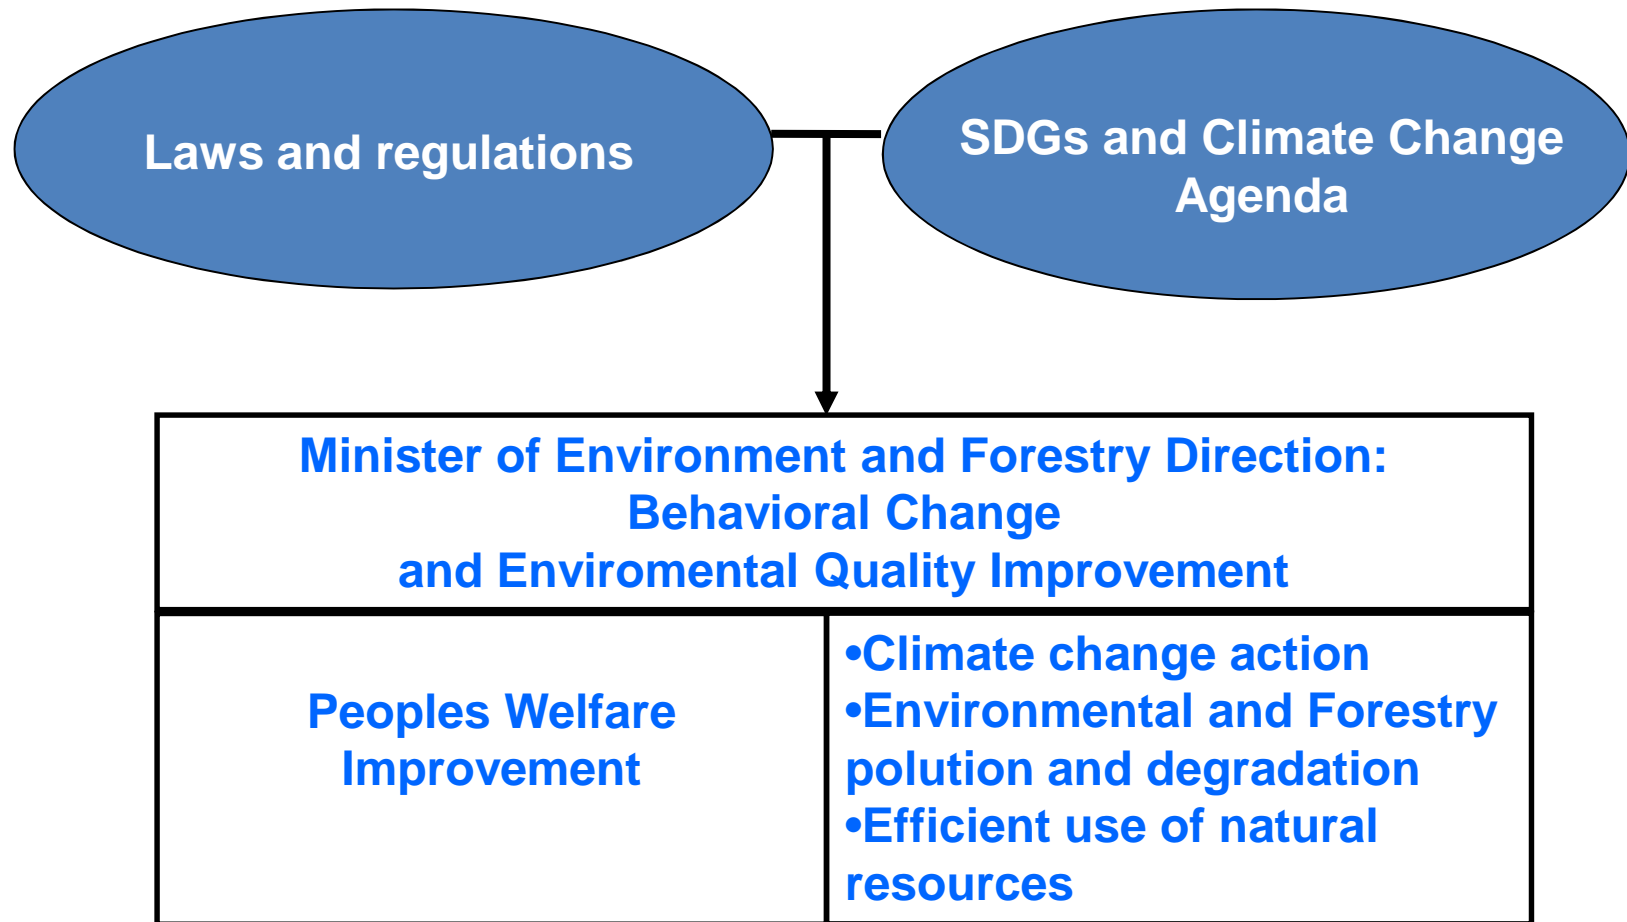 Laws and regulations
SDGs and Climate Change
Agenda
Minister of Environment and Forestry Direction:
Behavioral Change
and Enviromental Quality Improvement
Peoples Welfare
Improvement
•Climate change action
•Environmental and Forestry
polution and degradation
•Efficient use of natural
resources